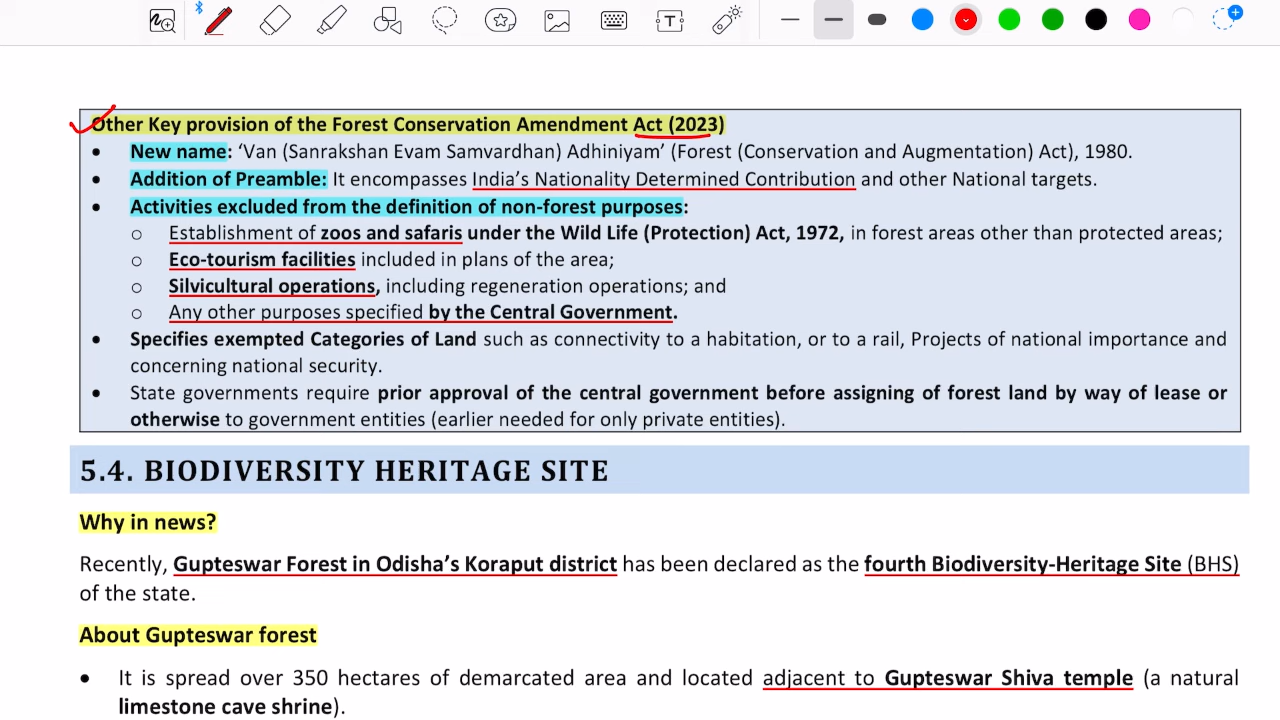 Other Key provision of the Forest Conservation Amendment Act (2023)
• New name: ‘Van (Sanrakshan Evam Samvardhan) Adhiniyam’ (Forest (Conservation and Augmentation) Act), 1980.
• Addition of Preamble: It encompasses India’s Nationality Determined Contribution and other National targets.
• Activities excluded from the definition of non-forest purposes:
o Establishment of zoos and safaris under the Wild Life (Protection) Act, 1972, in forest areas other than protected areas;
o Eco-tourism facilities included in plans of the area;
o Silvicultural operations, including regeneration operations; and
o Any other purposes specified by the Central Government.
• Specifies exempted Categories of Land such as connectivity to a habitation, or to a rail, Projects of national importance and
concerning national security.
• State governments require prior approval of the central government before assigning of forest land by way of lease or
otherwise to government entities (earlier needed for only private entities).
5.4. BIODIVERSITY HERITAGE SITE
Why in news?
Recently, Gupteswar Forest in Odisha’s Koraput district has been declared as the fourth Biodiversity-Heritage Site (BHS)
of the state.
About Gupteswar forest
• It is spread over 350 hectares of demarcated area and located adjacent to Gupteswar Shiva temple (a natural
limestone cave shrine).